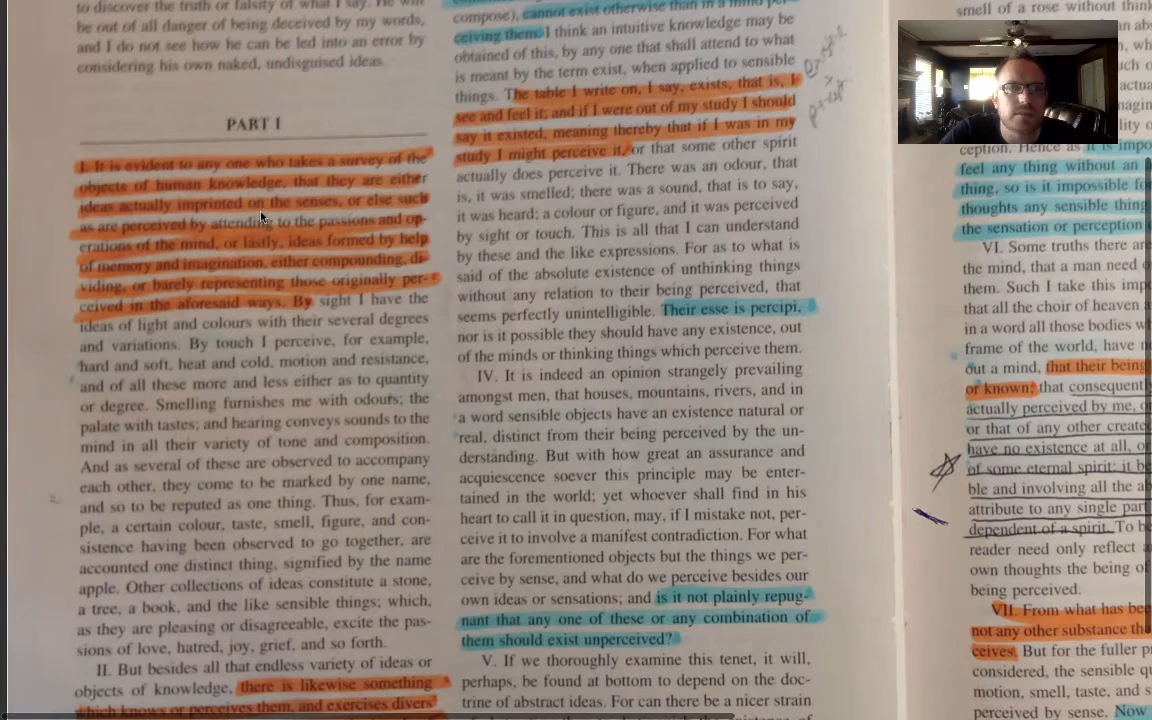 to discover the truth or falsity of what I say. He will
be out of all danger of being deceived by my words,
and I do not see how he can be led into an error by
considering his own naked, undisguised ideas.
PART I
I. It is evident to any one who takes a survey of the
objects of human knowledge, that they are either
ideas actually imprinted on the senses, or else such
as are perceived by attending to the passions and op-
erations of the mind, or lastly, ideas formed by help
of memory and imagination, either compounding, di-
viding, or barely representing those originally per-
ceived in the aforesaid ways. By sight I have the
ideas of light and colours with their several degrees
and variations. By touch I perceive, for example,
hard and soft, heat and cold, motion and resistance,
and of all these more and less either as to quantity
or degree. Smelling furnishes me with odours; the
palate with tastes; and hearing conveys sounds to the
mind in all their variety of tone and composition.
And as several of these are observed to accompany
each other, they come to be marked by one name,
and so to be reputed as one thing. Thus, for exam-
ple, a certain colour, taste, smell, figure, and con-
sistence having been observed to go together, are
accounted one distinct thing, signified by the name
apple. Other collections of ideas constitute a stone,
a tree, a book, and the like sensible things; which,
as they are pleasing or disagreeable, excite the pas-
sions of love, hatred, joy, grief, and so forth.
II. But besides all that endless variety of ideas or
objects of knowledge, there is likewise something
which knows or perceives them, and exercises divers
compose), cannot exist otherwise than in a mind per-
ceiving them. I think an intuitive knowledge may be
obtained of this, by any one that shall attend to what
is meant by the term exist, when applied to sensible
things. The table I write on, I say, exists, that is, I
see and feel it; and if I were out of my study I should
say it existed, meaning thereby that if I was in my
study I might perceive it, or that some other spirit
actually does perceive it. There was an odour, that
is, it was smelled; there was a sound, that is to say,
it was heard; a colour or figure, and it was perceived
by sight or touch. This is all that I can understand
by these and the like expressions. For as to what is
said of the absolute existence of unthinking things
without any relation to their being perceived, that
seems perfectly unintelligible. Their esse is percipi,
nor is it possible they should have any existence, out
of the minds or thinking things which perceive them.
IV. It is indeed an opinion strangely prevailing
amongst men, that houses, mountains, rivers, and in
a word sensible objects have an existence natural or
real, distinct from their being perceived by the un-
derstanding. But with how great an assurance and
acquiescence soever this principle may be enter-
tained in the world; yet whoever shall find in his
heart to call it in question, may, if I mistake not, per-
ceive it to involve a manifest contradiction. For what
are the forementioned objects but the things we per-
ceive by sense, and what do we perceive besides our
own ideas or sensations; and is it not plainly repug-
nant that any one of these or any combination of
them should exist unperceived?
V. If we thoroughly examine this tenet, it will,
perhaps, be found at bottom to depend on the doc-
trine of abstract ideas. For can there be a nicer strain
smell of a rose without think
ception. Hence as it is impo
feel any thing without an
thing, so is it impossible fo
thoughts any sensible thing
the sensation or perception
VI. Some truths there are
the mind, that a man need o
them. Such I take this imp
that all the choir of heaven
in a word all those bodies w
frame of the world, have n
out a mind, that their being
or known; that consequentl
actually perceived by me, o
or that of any other create
have no existence at all, o
of some eternal spirit: it b
ble and involving all the ab
attribute to any single part
dependent of a spirit. To b
reader need only reflect
own thoughts the being of
being perceived.
VII. From what has bee
not any other substance th
ceives. But for the fuller p
considered, the sensible q
motion, smell, taste, and s
perceived by sense. Now